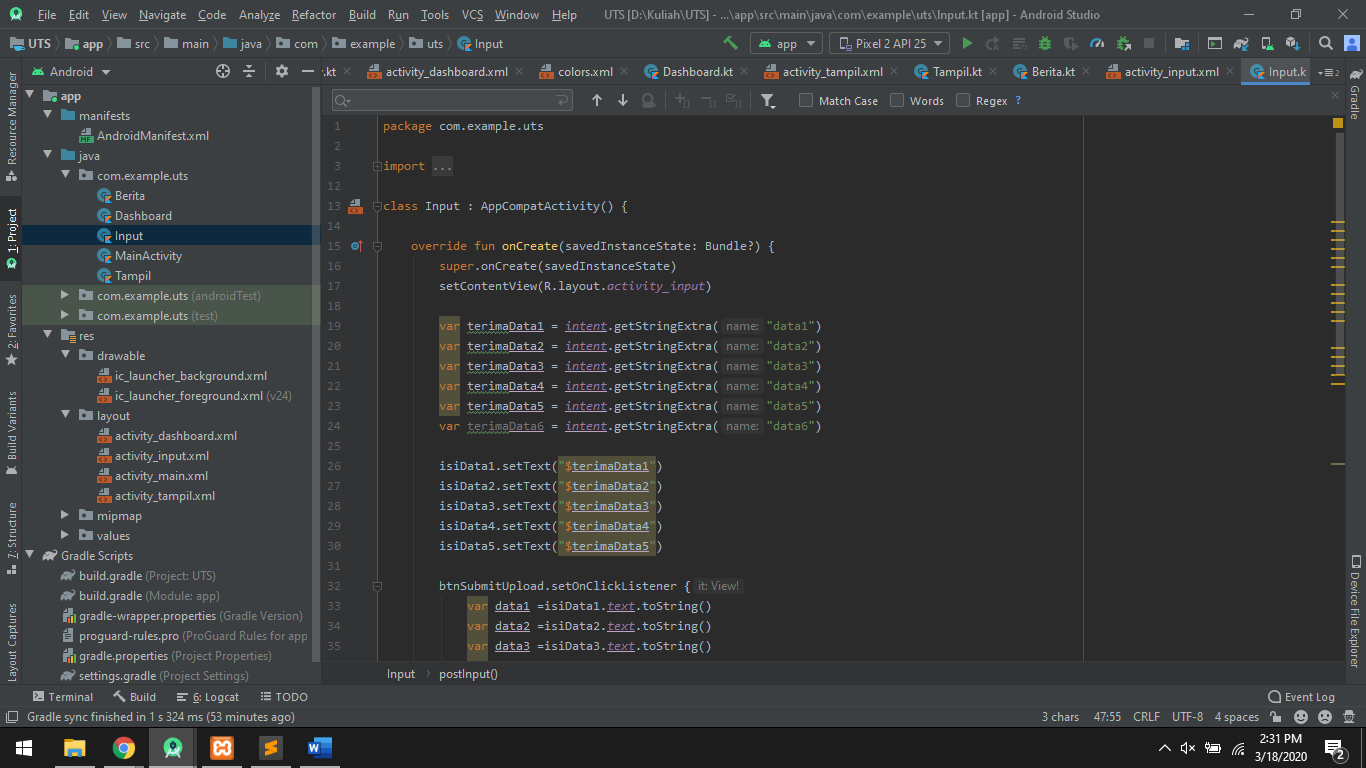 File Edit View Navigate Code Analyze Refactor Build Run Tools VCS Window Help UTS [D:\Kuliah\UTS] - ...\app\src\main\java\com\example\uts\Input.kt [app] - Android Studio
UTS app src main java com example uts Input app Pixel 2 API 25
Android .kt activity_dashboard.xml colors.xml Dashboard.kt activity_tampil.xml Tampil.kt Berita.kt activity_input.xml Input.k 2
Match Case Words Regex ?
Resource Manager
1: Project
2: Favorites
Build Variants
7: Structure
Layout Captures
app
manifests
AndroidManifest.xml
java
com.example.uts
Berita
Dashboard
Input
MainActivity
Tampil
com.example.uts (androidTest)
com.example.uts (test)
res
drawable
ic_launcher_background.xml
ic_launcher_foreground.xml (v24)
layout
activity_dashboard.xml
activity_input.xml
activity_main.xml
activity_tampil.xml
mipmap
values
Gradle Scripts
build.gradle (Project: UTS)
build.gradle (Module: app)
gradle-wrapper.properties (Gradle Version)
proguard-rules.pro (ProGuard Rules for app
gradle.properties (Project Properties)
settings.gradle (Project Settings)
1 package com.example.uts
2
3 import ...
12
13 class Input : AppCompatActivity() {
14
15 override fun onCreate(savedInstanceState: Bundle?) {
16 super.onCreate(savedInstanceState)
17 setContentView(R.layout.activity_input)
18
19 var terimaData1 = intent.getStringExtra( name: "data1")
20 var terimaData2 = intent.getStringExtra( name: "data2")
21 var terimaData3 = intent.getStringExtra( name: "data3")
22 var terimaData4 = intent.getStringExtra( name: "data4")
23 var terimaData5 = intent.getStringExtra( name: "data5")
24 var terimaData6 = intent.getStringExtra( name: "data6")
25
26 isiData1.setText("$terimaData1")
27 isiData2.setText("$terimaData2")
28 isiData3.setText("$terimaData3")
29 isiData4.setText("$terimaData4")
30 isiData5.setText("$terimaData5")
31
32 btnSubmitUpload.setOnClickListener { it: View!
33 var data1 =isiData1.text.toString()
34 var data2 =isiData2.text.toString()
35 var data3 =isiData3.text.toString()
Input postInput()
Gradle
Device File Explorer
Terminal Build 6: Logcat TODO Event Log
Gradle sync finished in 1 s 324 ms (53 minutes ago) 3 chars 47:55 CRLF UTF-8 4 spaces
2:31 PM
3/18/2020
2